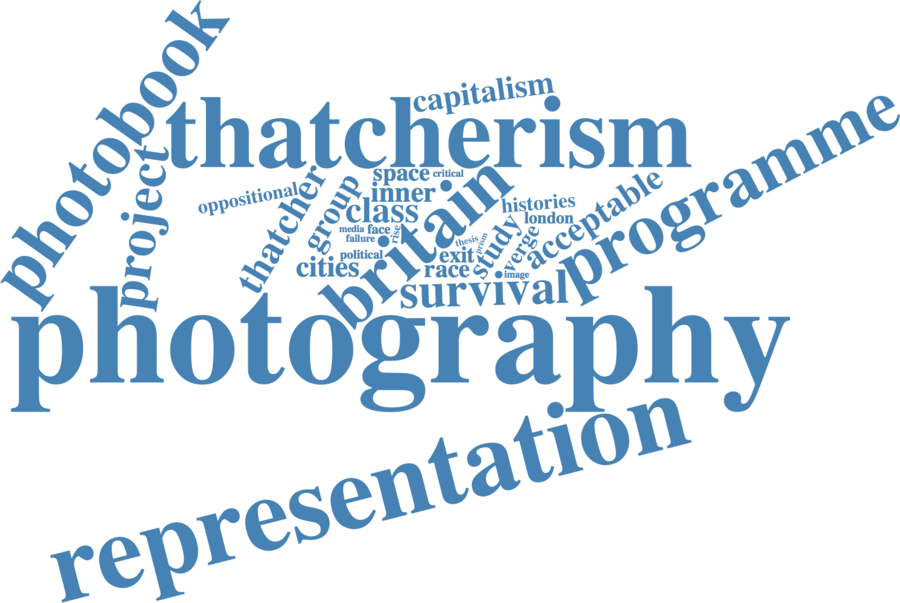 photobook
capitalism
thatcherism
programme
project
space
critical
oppositional
thatcher
group
inner
class
britain
acceptable
histories
london
media
face
rise
failure
study
verge
thesis
prism
political
exit
cities
race
image
survival
photography
representation